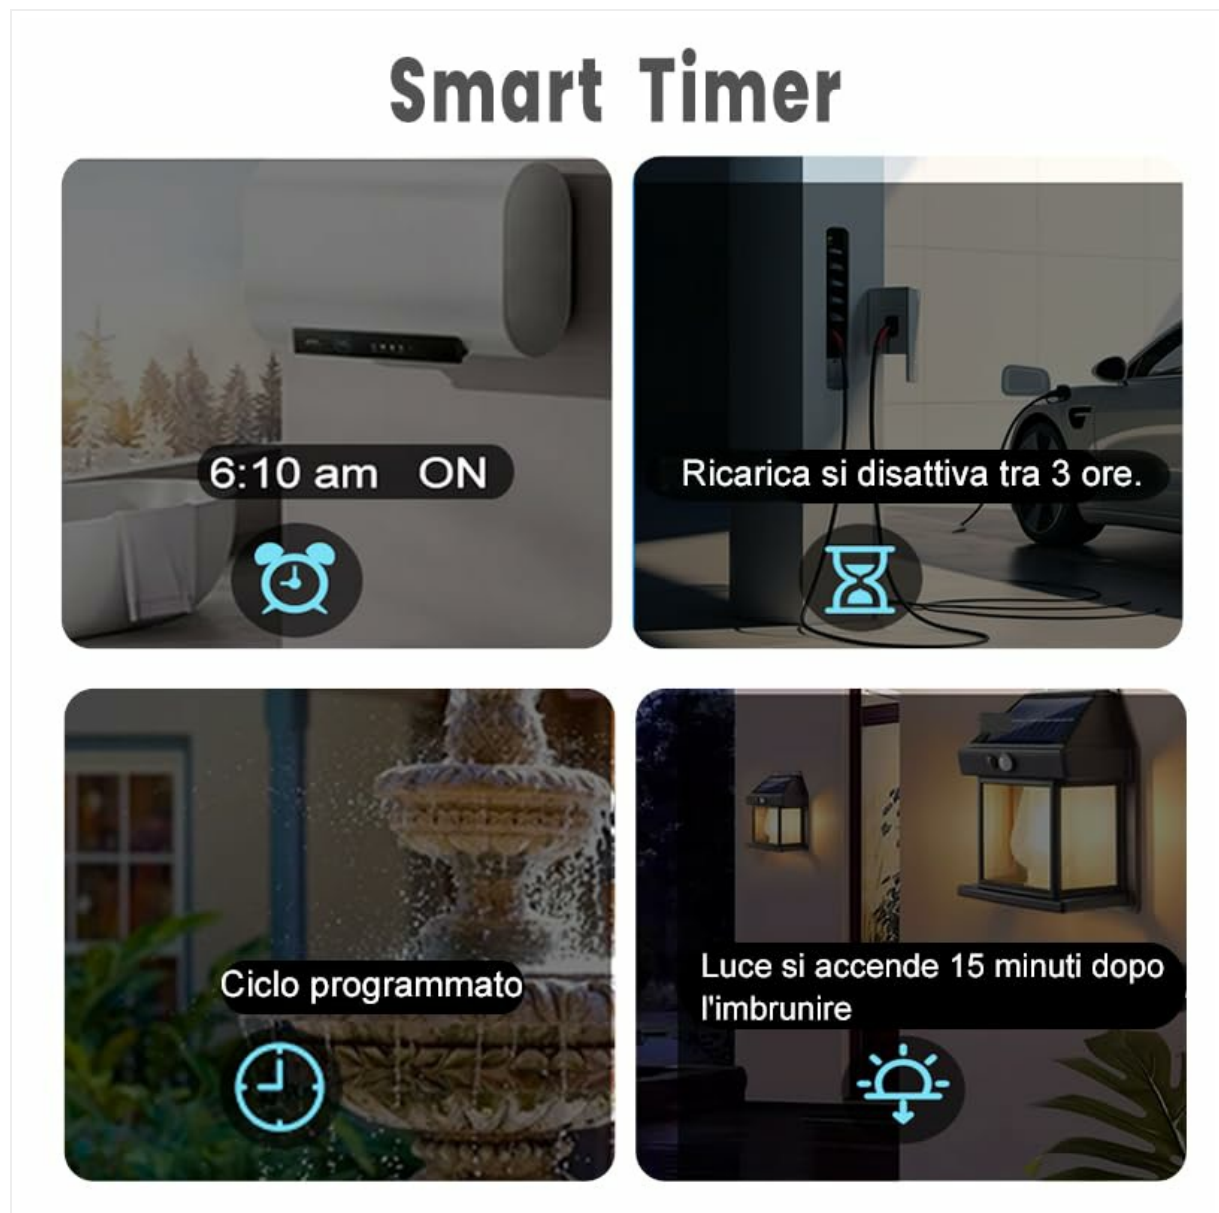 Smart Timer
6:10 am ON
Ricarica si disattiva tra 3 ore.
Ciclo programmato
Luce si accende 15 minuti dopo
l'imbrunire